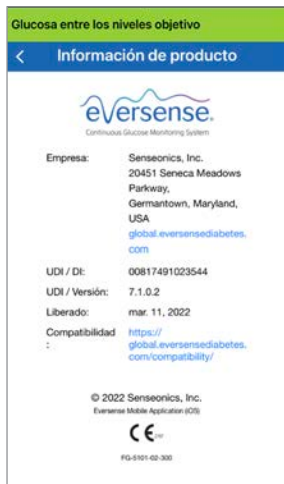 Glucosa entre los niveles objetivo
Información de producto
eversense.
Continuous Glucose Monitoring System
Empresa: Senseonics, Inc.
20451 Seneca Meadows
Parkway,
Germantown, Maryland,
USA
global.eversensediabetes.
com
UDI / DI: 00817491023544
UDI / Versión: 7.1.0.2
Liberado: mar. 11, 2022
Compatibilidad https://
: global.eversensediabetes.
com/compatibility/
© 2022 Senseonics, Inc.
Eversense Mobile Application (iOS)
CE
FG-5101-02-300